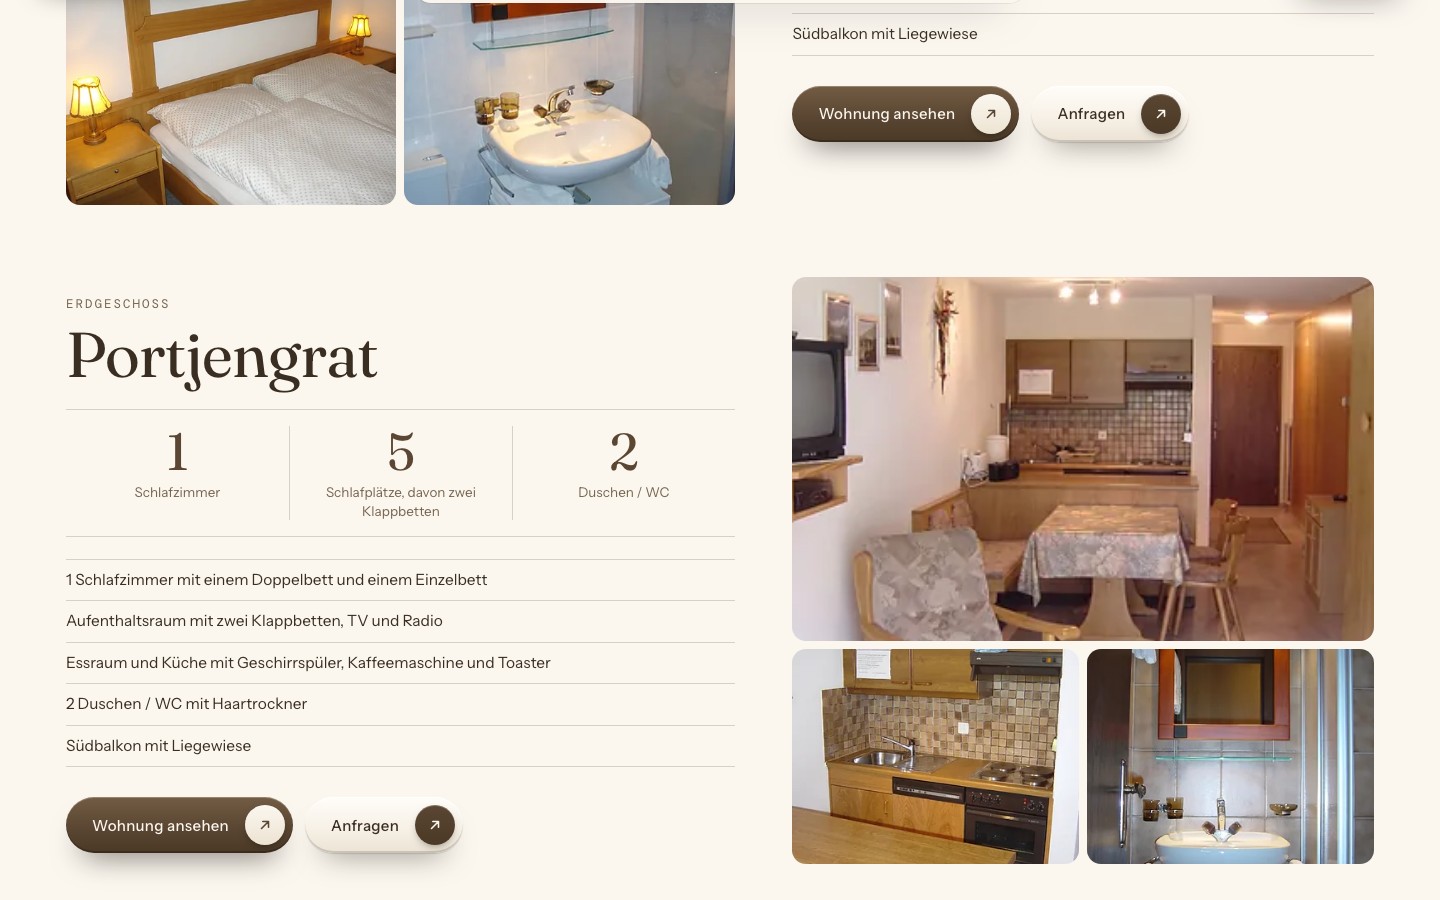 Südbalkon mit Liegewiese
Wohnung ansehen
Anfragen
ERDGESCHOSS
Portjengrat
1
Schlafzimmer
5
Schlafplätze, davon zwei
Klappbetten
2
Duschen / WC
1 Schlafzimmer mit einem Doppelbett und einem Einzelbett
Aufenthaltsraum mit zwei Klappbetten, TV und Radio
Essraum und Küche mit Geschirrspüler, Kaffeemaschine und Toaster
2 Duschen / WC mit Haartrockner
Südbalkon mit Liegewiese
Wohnung ansehen
Anfragen